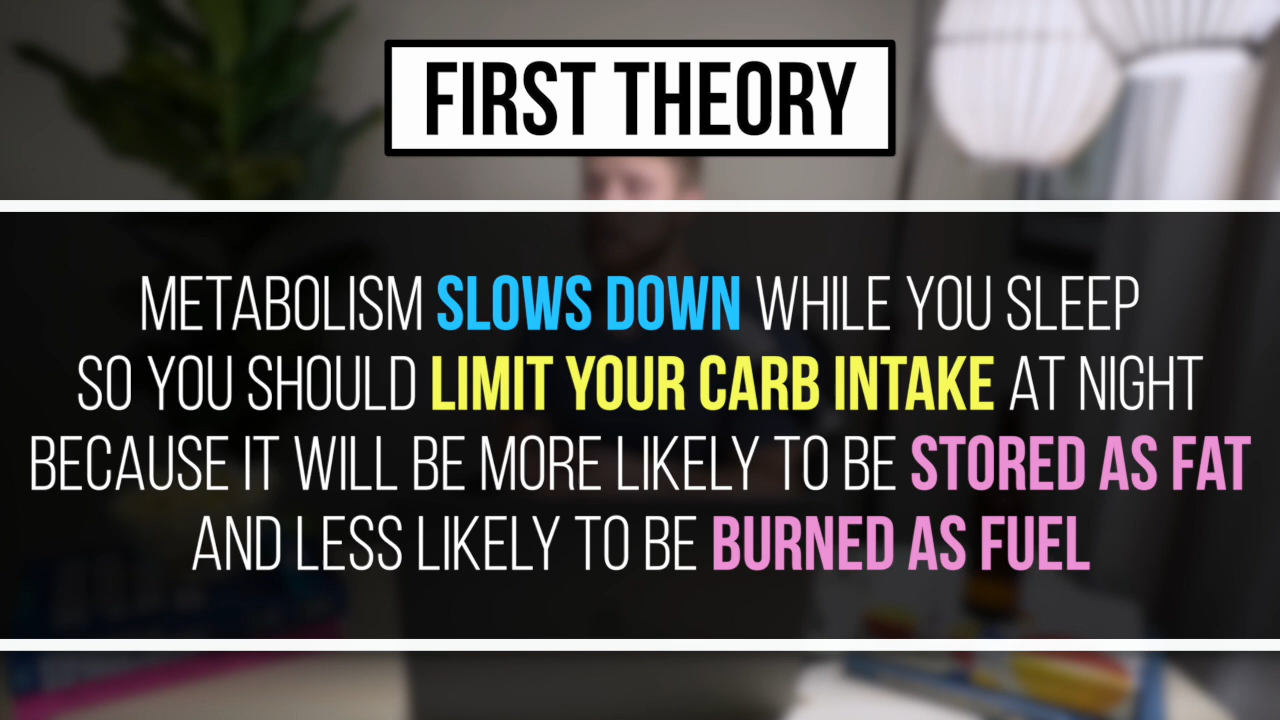 FIRST THEORY
METABOLISM SLOWS DOWN WHILE YOU SLEEP
SO YOU SHOULD LIMIT YOUR CARB INTAKE AT NIGHT
BECAUSE IT WILL BE MORE LIKELY TO BE STORED AS FAT
AND LESS LIKELY TO BE BURNED AS FUEL